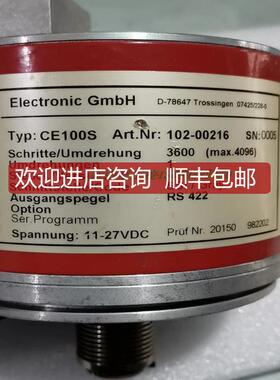 Electronic GmbH D-78647 Trossingen 07425/228-0
Typ: CE100S Art.Nr: 102-00216 SN:0005
Schritte/Umdrehung 3600 (max.4096)
Umdrehungen 1
欢迎进店咨询 顺丰包邮
Ausgangspegel RS 422
Option
Ser.Programm
Spannung: 11-27VDC Prüf Nr. 20150 982202